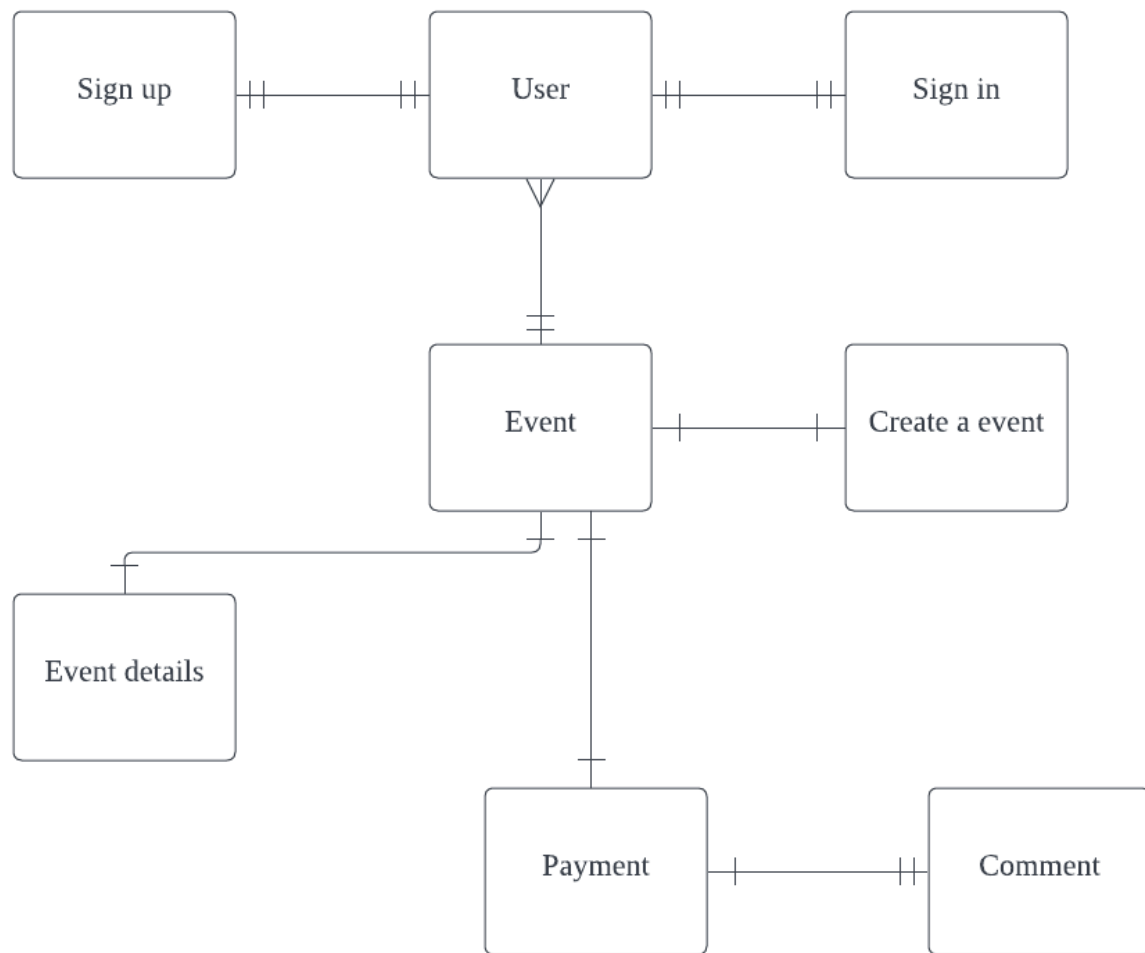 Sign up
User
Sign in
Event
Create a event
Event details
Payment
Comment